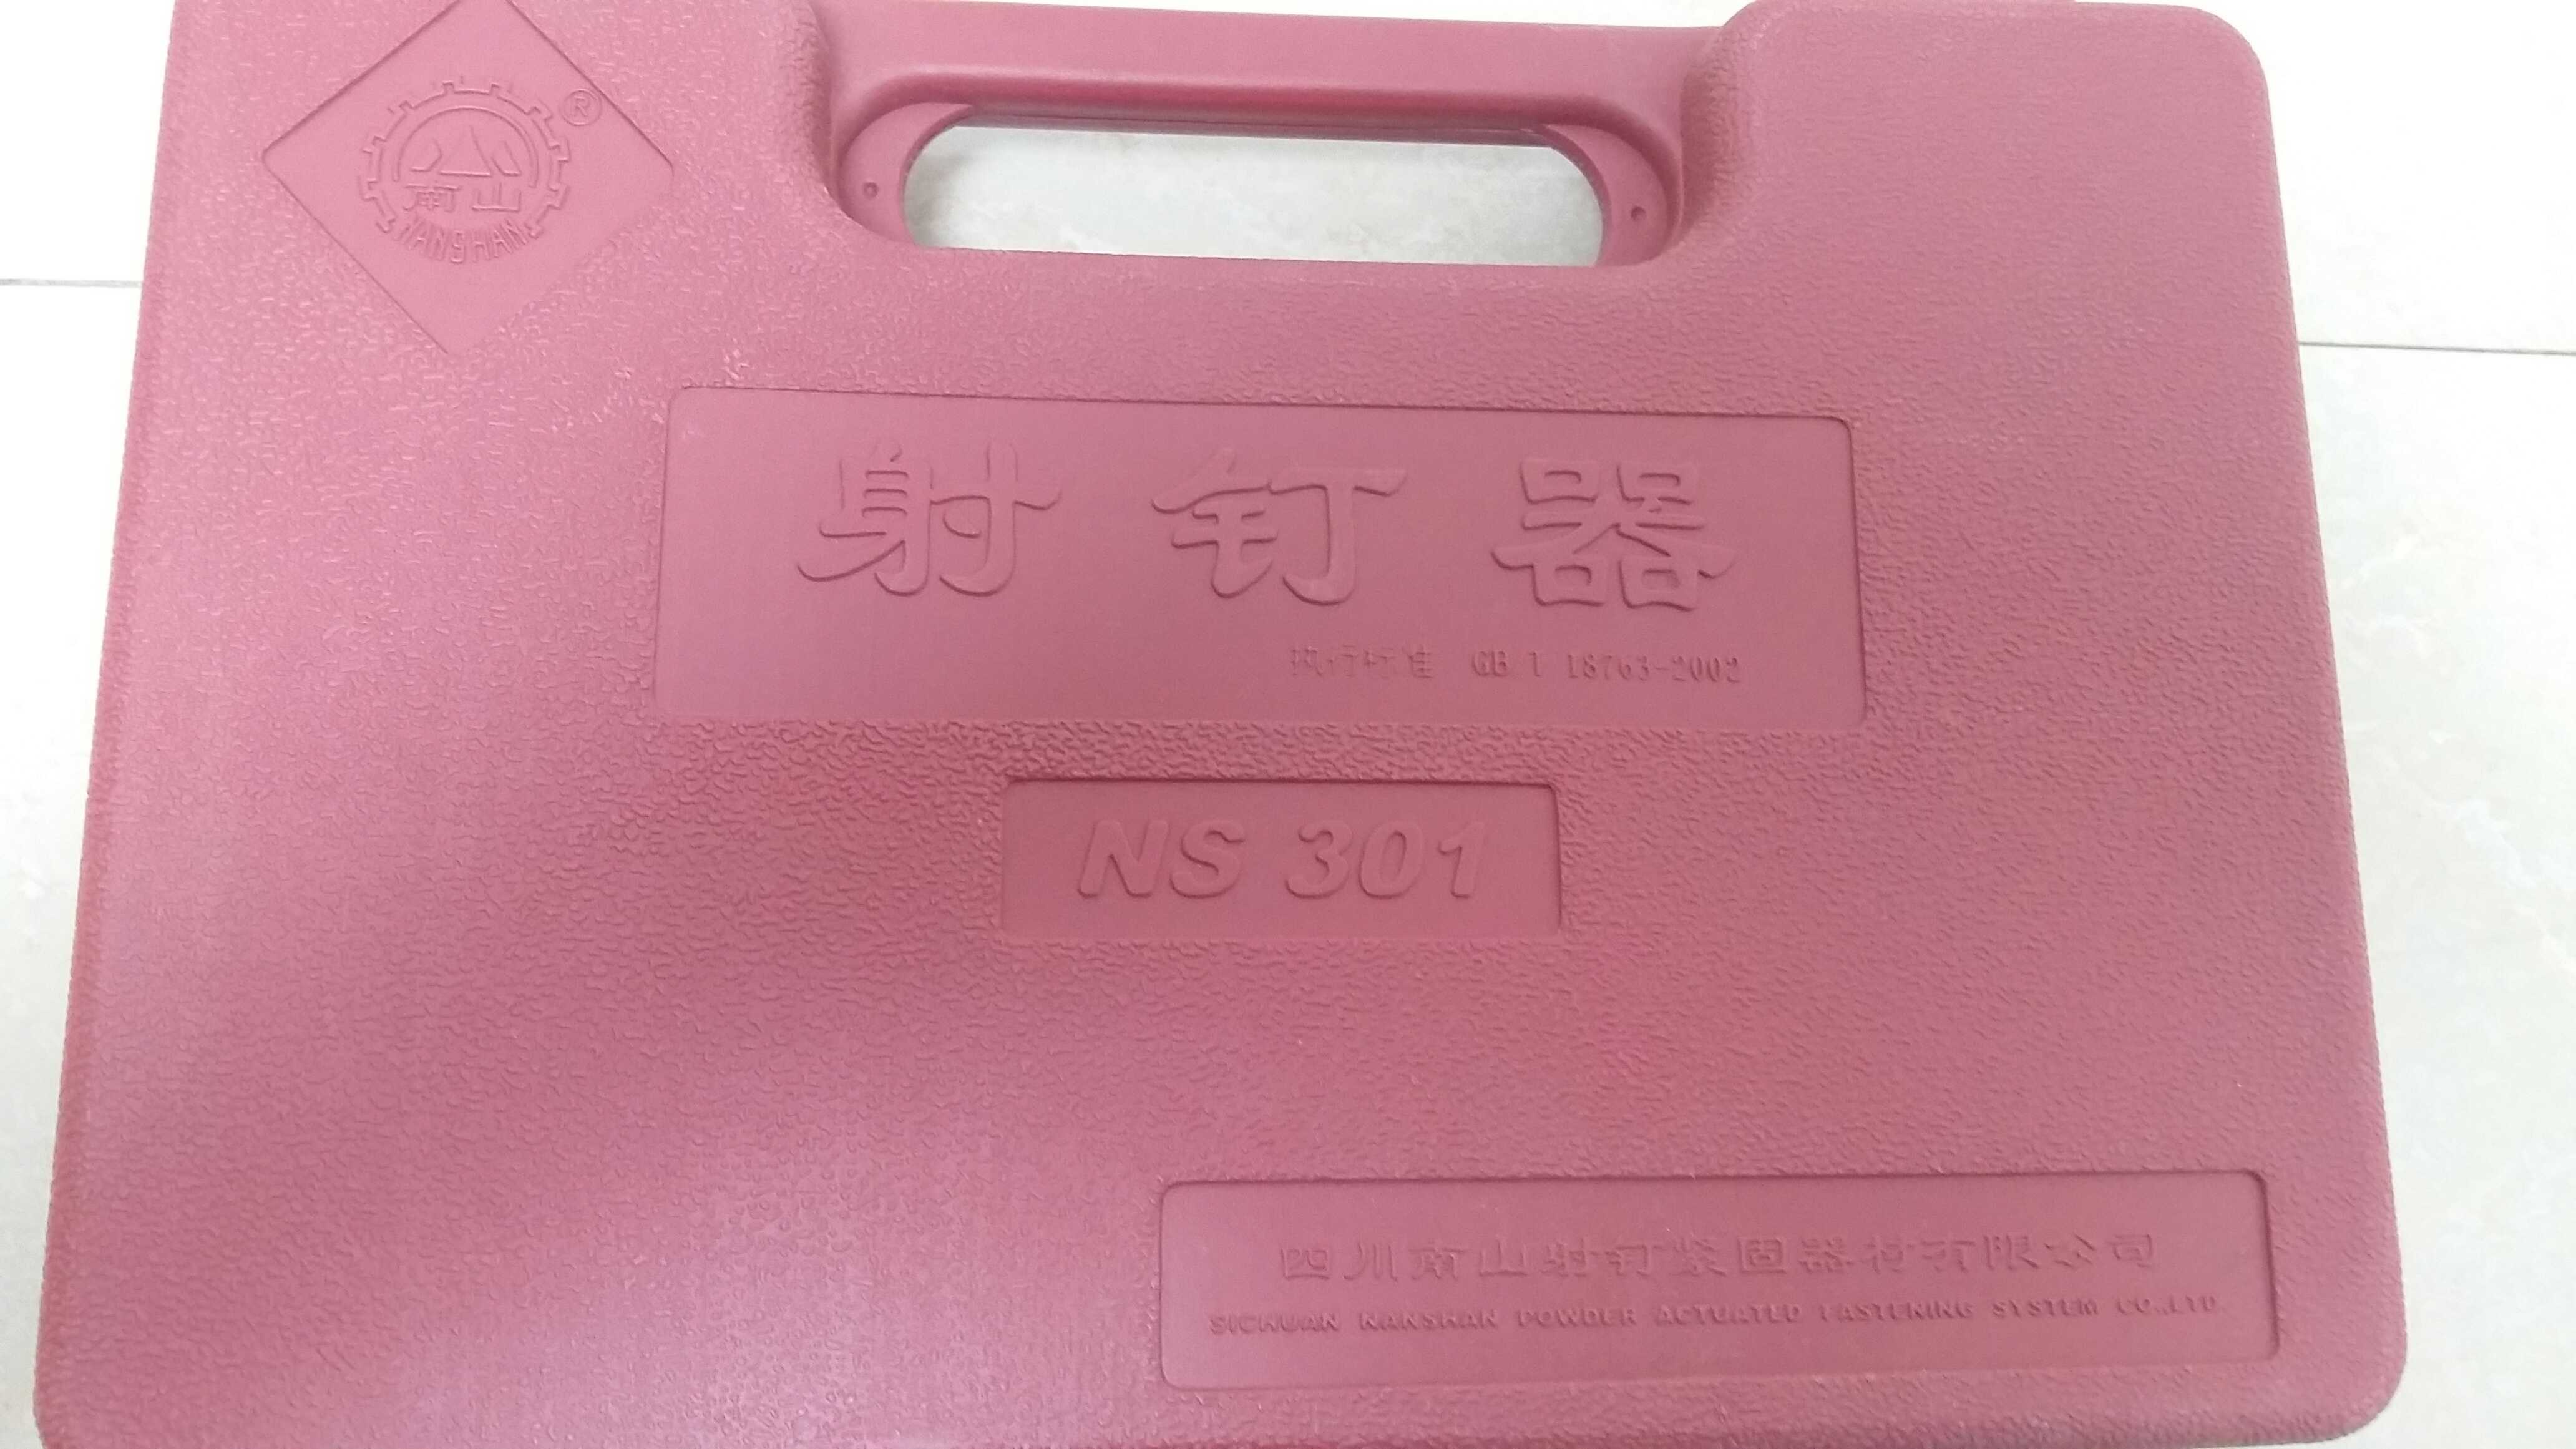 ®
南山
NANSHAN
射钉器
执行标准 GB/T 18763-2002
NS 301
四川南山射钉紧固器材有限公司
SICHUAN NANSHAN POWDER ACTUATED FASTENING SYSTEM CO.,LTD.